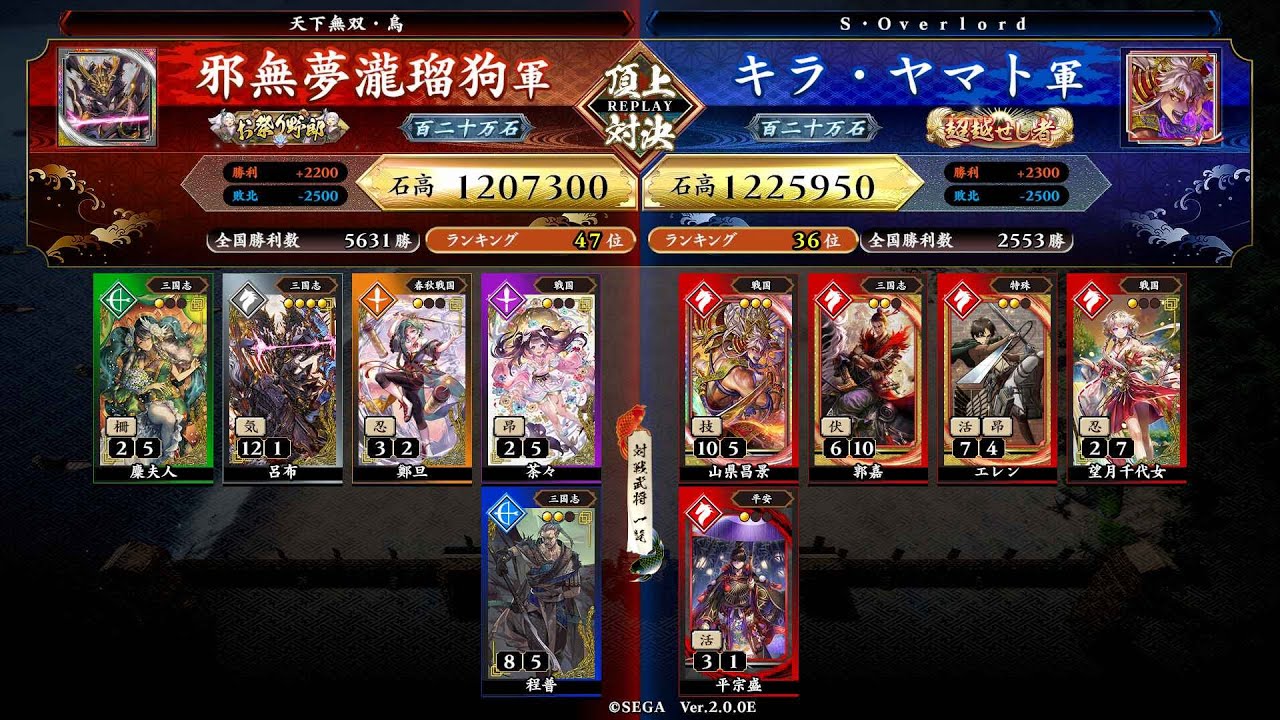 天下無双・鳥
S・Overlord
邪無夢瀧瑠狗軍
頂上
REPLAY
対決
キラ・ヤマト軍
お祭り野郎
百二十万石
百二十万石
超越せし者
勝利 +2200
敗北 -2500
石高 1207300
石高 1225950
勝利 +2300
敗北 -2500
全国勝利数 5631勝
ランキング 47位
ランキング 36位
全国勝利数 2553勝
三国志
柵
2 5
糜夫人
三国志
気
12 1
呂布
春秋戦国
忍
3 2
鄭旦
戦国
昂
2 5
茶々
戦国
技
10 5
山県昌景
三国志
伏
6 10
郭嘉
特殊
活 昂
7 4
エレン
戦国
忍
2 7
望月千代女
対戦武将一覧
三国志
8 5
程普
平安
活
3 1
平宗盛
©SEGA Ver.2.0.0E